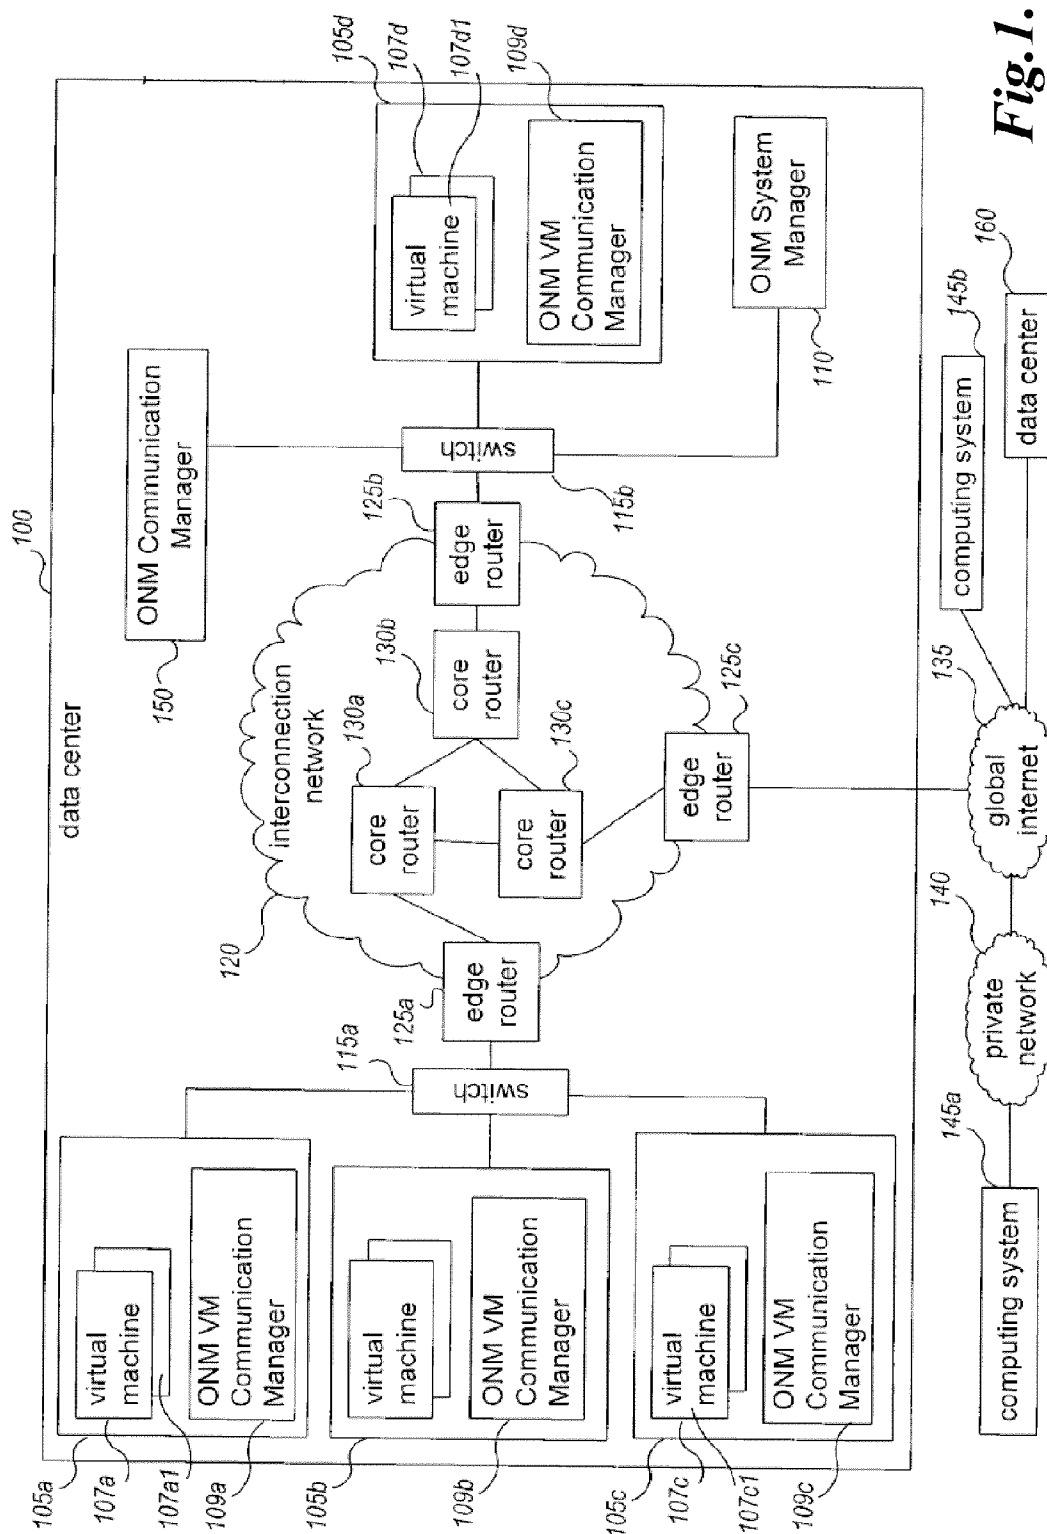 Fig.1.
100
data center
105a
107a
107a1
109a
virtual
machine
ONM VM
Communication
Manager
105b
109b
virtual
machine
ONM VM
Communication
Manager
105c
107c
107c1
109c
virtual
machine
ONM VM
Communication
Manager
115a
switch
125a
edge
router
120
interconnection
network
130a
core
router
130b
core
router
130c
core
router
125b
edge
router
125c
edge
router
115b
switch
150
ONM Communication
Manager
105d
107d
107d1
109d
virtual
machine
ONM VM
Communication
Manager
110
ONM System
Manager
145a
computing system
140
private
network
135
global
internet
145b
computing system
160
data center